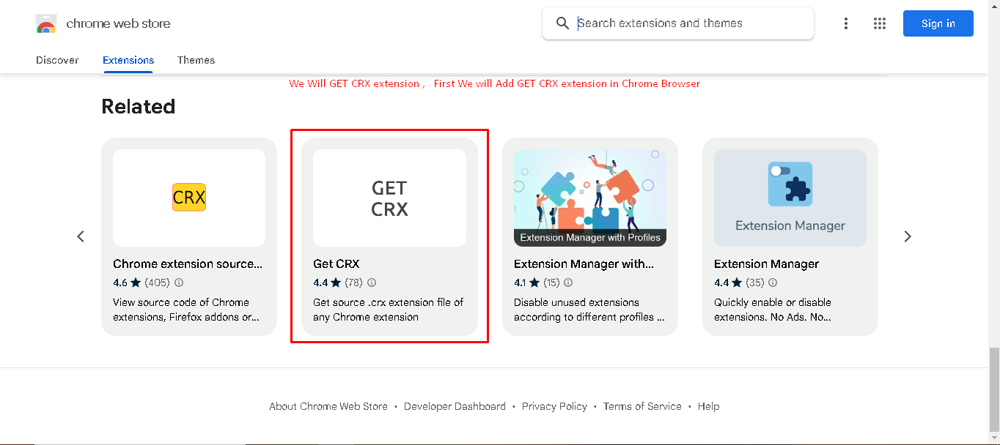 chrome web store
Search extensions and themes
Sign in
Discover
Extensions
Themes
We Will GET CRX extension , First We will Add GET CRX extension in Chrome Browser
Related
CRX
Chrome extension source...
4.6 ★ (405)
View source code of Chrome
extensions, Firefox addons or...
GET
CRX
Get CRX
4.4 ★ (78)
Get source .crx extension file of
any Chrome extension
Extension Manager with Profiles
Extension Manager with...
4.1 ★ (15)
Disable unused extensions
according to different profiles ...
Extension Manager
Extension Manager
4.4 ★ (35)
Quickly enable or disable
extensions. No Ads. No...
About Chrome Web Store • Developer Dashboard • Privacy Policy • Terms of Service • Help